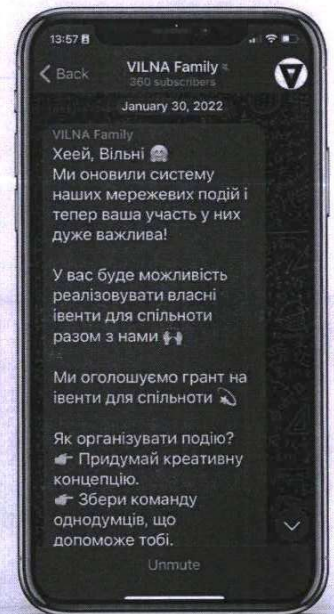 13:57
Back
VILNA Family
360 subscribers
January 30, 2022
VILNA Family
Хеей, Вільні 🤗
Ми оновили систему
наших мережевих подій і
тепер ваша участь у них
дуже важлива!
У вас буде можливість
реалізовувати власні
івенти для спільноти
разом з нами 🙌
Ми оголошуємо грант на
івенти для спільноти 💫
Як організувати подію?
👉 Придумай креативну
концепцію.
👉 Збери команду
однодумців, що
допоможе тобі.
Unmute